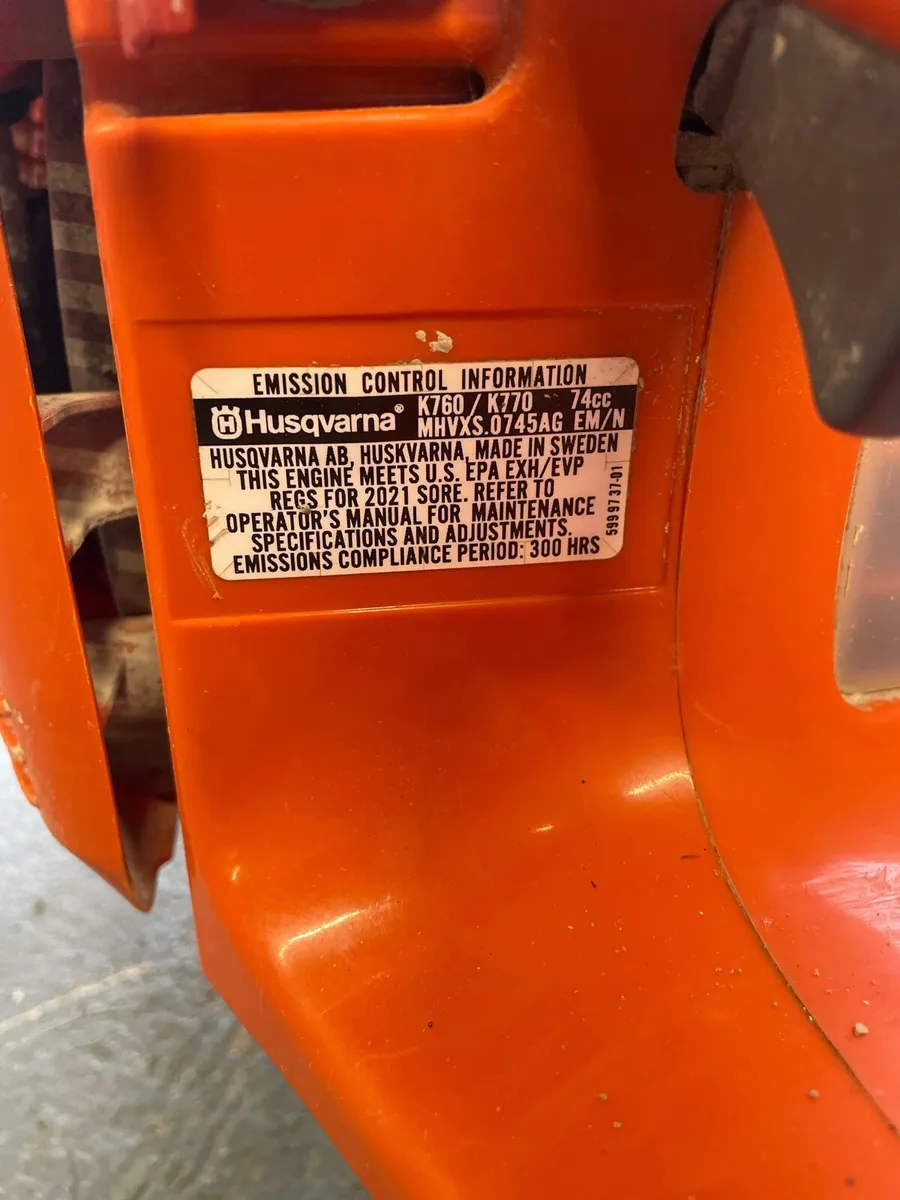 EMISSION CONTROL INFORMATION
Husqvarna® K760 / K770 74cc
MHVXS.0745AG EM/N
HUSQVARNA AB, HUSKVARNA, MADE IN SWEDEN
THIS ENGINE MEETS U.S. EPA EXH/EVP
REGS FOR 2021 SORE. REFER TO
OPERATOR'S MANUAL FOR MAINTENANCE
SPECIFICATIONS AND ADJUSTMENTS.
EMISSIONS COMPLIANCE PERIOD: 300 HRS
599 97 37-01